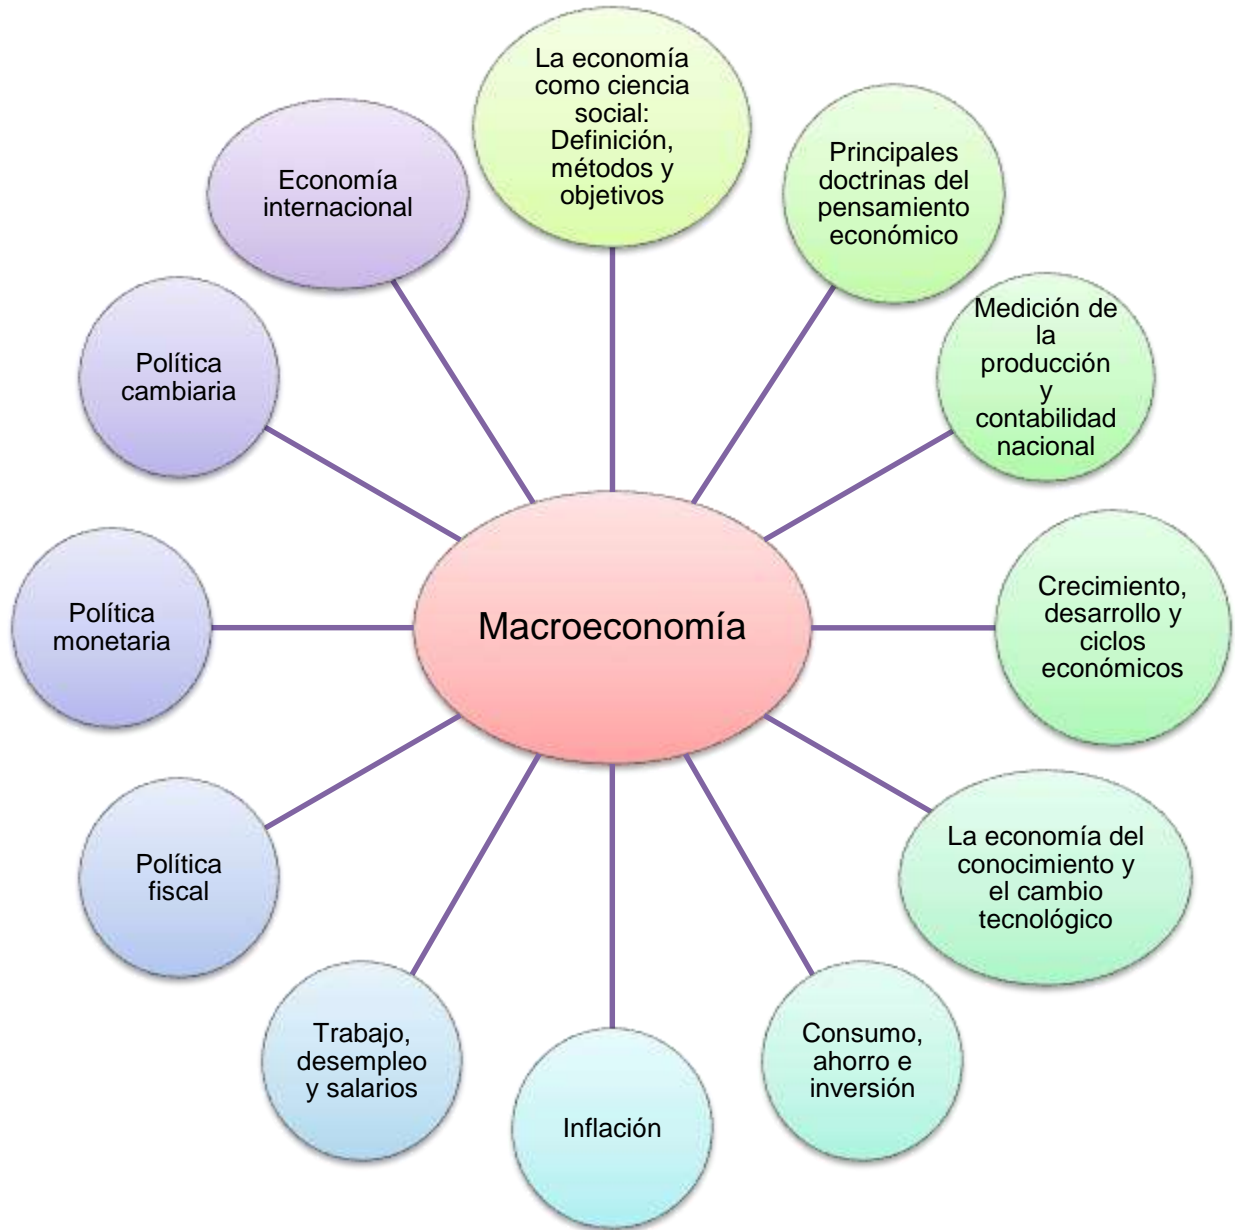 La economía
como ciencia
social:
Definición,
métodos y
objetivos
Principales
doctrinas del
pensamiento
económico
Medición de
la
producción
y
contabilidad
nacional
Crecimiento,
desarrollo y
ciclos
económicos
La economía del
conocimiento y
el cambio
tecnológico
Consumo,
ahorro e
inversión
Inflación
Trabajo,
desempleo
y salarios
Política
fiscal
Política
monetaria
Política
cambiaria
Economía
internacional
Macroeconomía